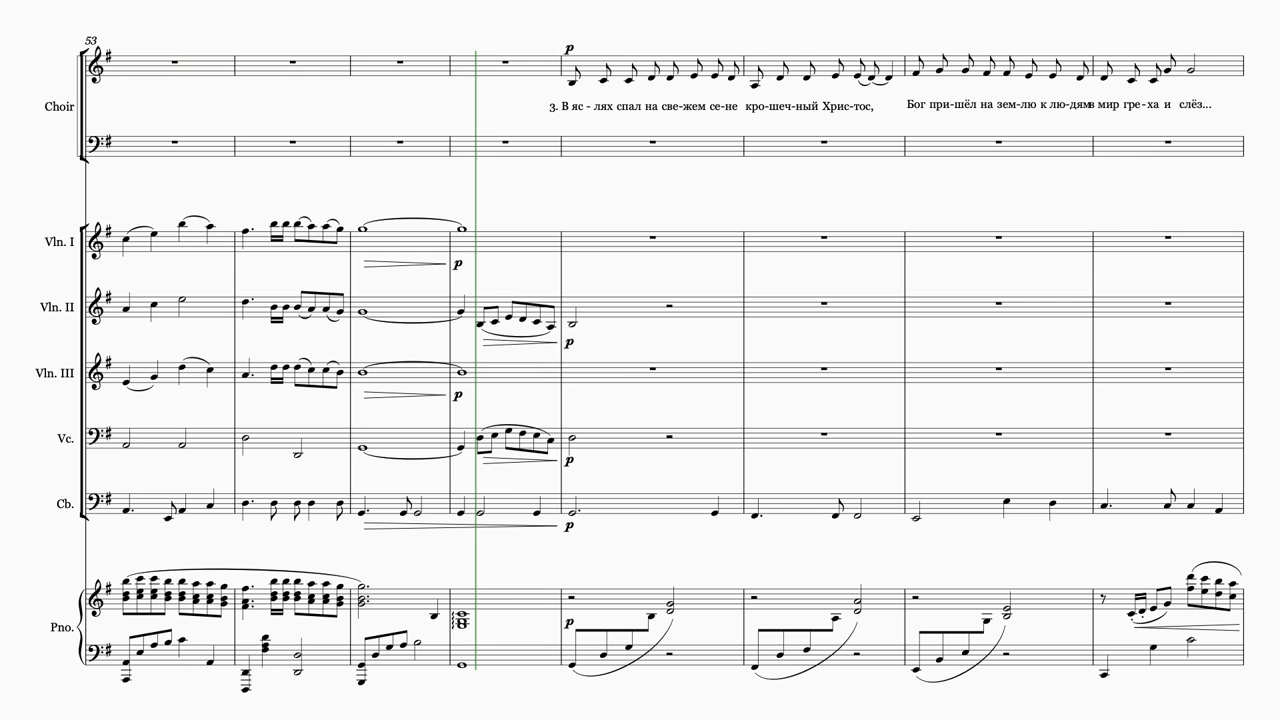 53
p
Choir
3. В яс - лях спал на све-жем се-не кро-шеч-ный Хрис-тос, Бог при-шёл на зем-лю к лю-дям в мир гре-ха и слёз...
Vln. I
p
Vln. II
p
Vln. III
p
Vc.
p
Cb.
p
Pno.
p